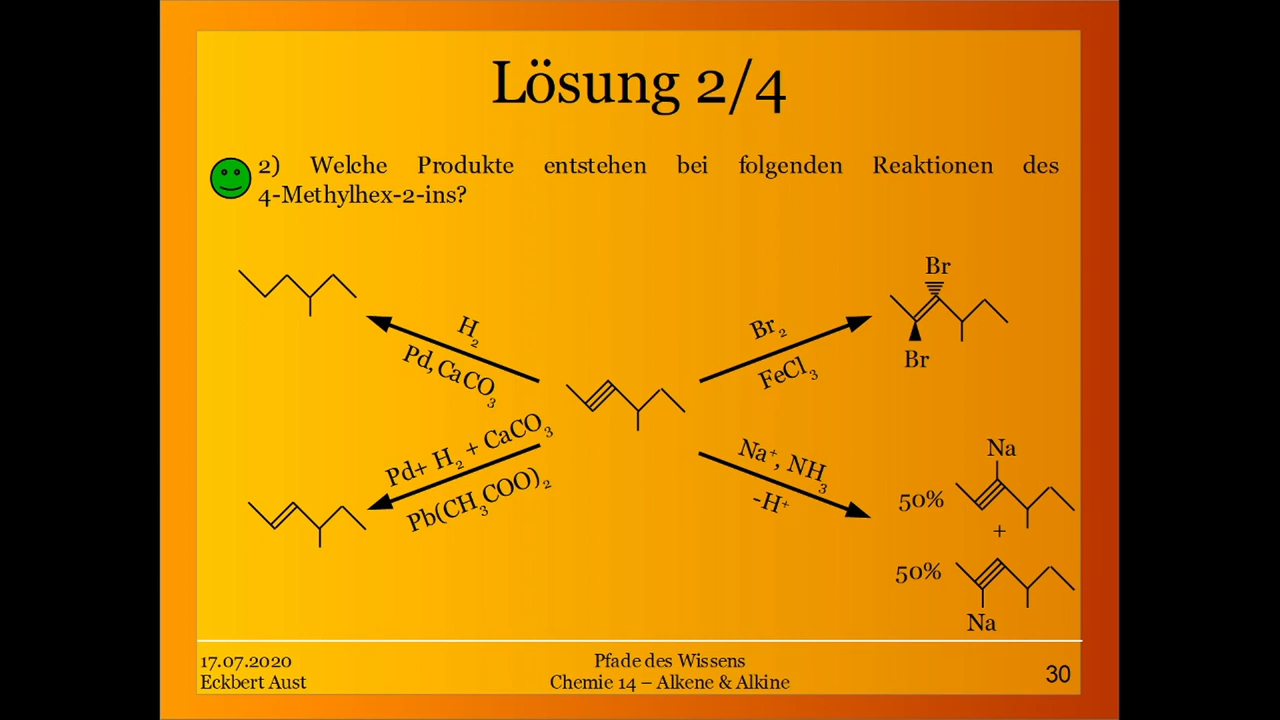 Lösung 2/4
2) Welche Produkte entstehen bei folgenden Reaktionen des
4-Methylhex-2-ins?
H₂
Pd, CaCO₃
Br₂
FeCl₃
Br
Br
Pd+ H₂ + CaCO₃
Pb(CH₃COO)₂
Na⁺, NH₃
-H⁺
Na
50%
+
50%
Na
17.07.2020
Eckbert Aust
Pfade des Wissens
Chemie 14 – Alkene & Alkine
30